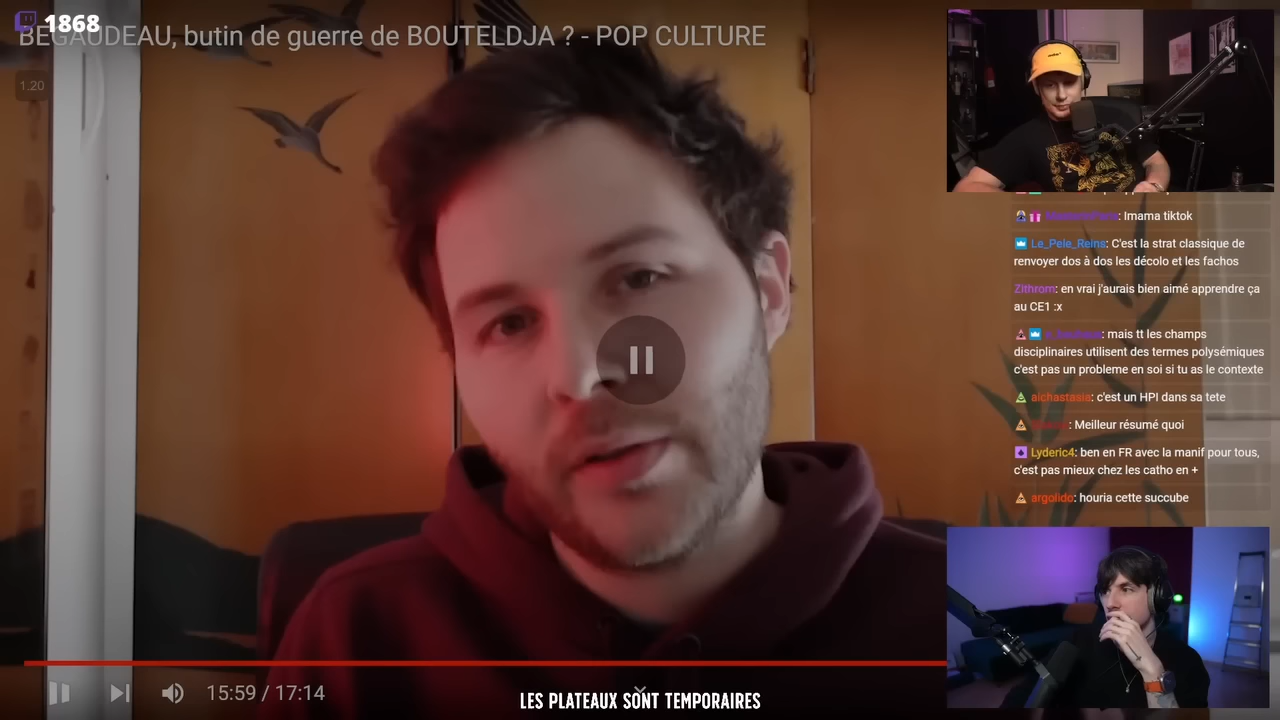 1868
BEGAUDEAU, butin de guerre de BOUTELDJA ? - POP CULTURE
1.20
: Imama tiktok
Le_Pele_Reins: C'est la strat classique de
renvoyer dos à dos les décolo et les fachos
Zithrom: en vrai j'aurais bien aimé apprendre ça
au CE1 :x
: mais tt les champs
disciplinaires utilisent des termes polysémiques
c'est pas un probleme en soi si tu as le contexte
aichastasia: c'est un HPI dans sa tete
: Meilleur résumé quoi
Lyderic4: ben en FR avec la manif pour tous,
c'est pas mieux chez les catho en +
argolido: houria cette succube
15:59 / 17:14
LES PLATEAUX SONT TEMPORAIRES